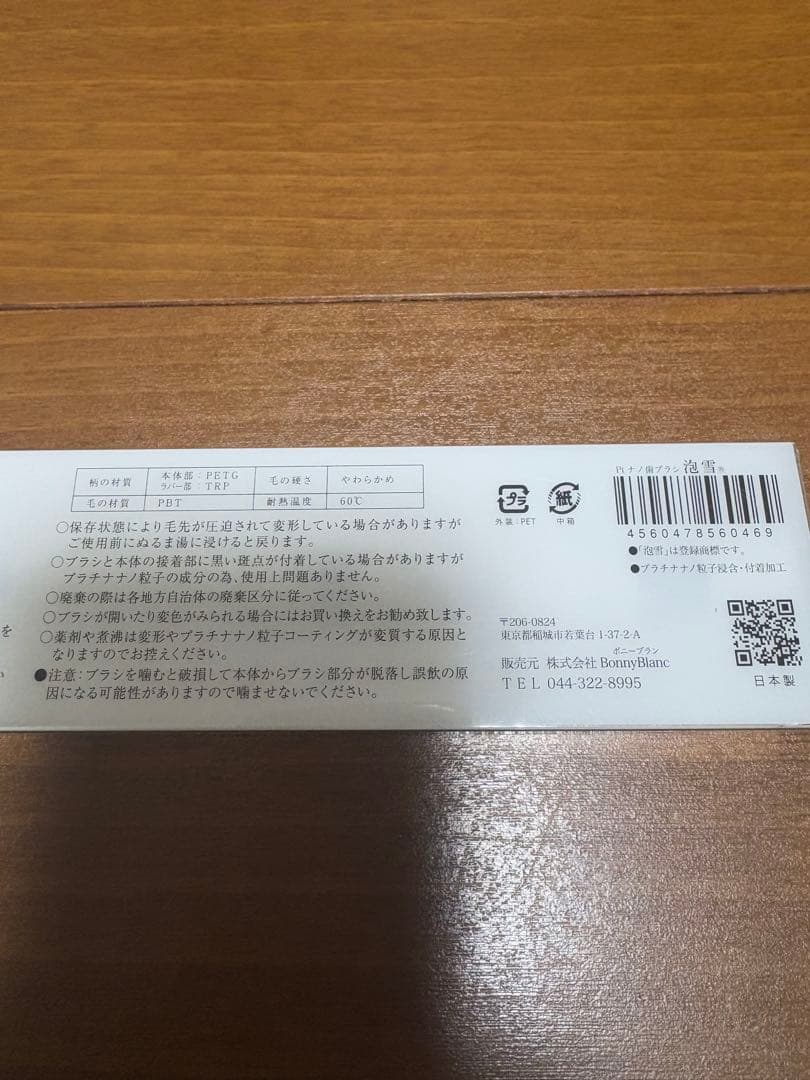 柄の材質 本体部：PETG ラバー部：TRP 毛の硬さ やわらかめ
毛の材質 PBT 耐熱温度 60℃
○保存状態により毛先が圧迫されて変形している場合がありますが
ご使用前にぬるま湯に浸けると戻ります。
○ブラシと本体の接着部に黒い斑点が付着している場合がありますが
プラチナナノ粒子の成分の為、使用上問題ありません。
○廃棄の際は各地方自治体の廃棄区分に従ってください。
○ブラシが開いたり変色がみられる場合にはお買い換えをお勧め致します。
○薬剤や煮沸は変形やプラチナナノ粒子コーティングが変質する原因と
なりますのでお控えください。
●注意：ブラシを噛むと破損して本体からブラシ部分が脱落し誤飲の原
因になる可能性がありますので噛ませないでください。
を
い
プラ
外装：PET
紙
中箱
Ptナノ歯ブラシ 泡雪®
4560478560469
●「泡雪」は登録商標です。
●プラチナナノ粒子浸合・付着加工
〒206-0824
東京都稲城市若葉台1-37-2-A
ボニーブラン
販売元 株式会社BonnyBlanc
TEL 044-322-8995
日本製